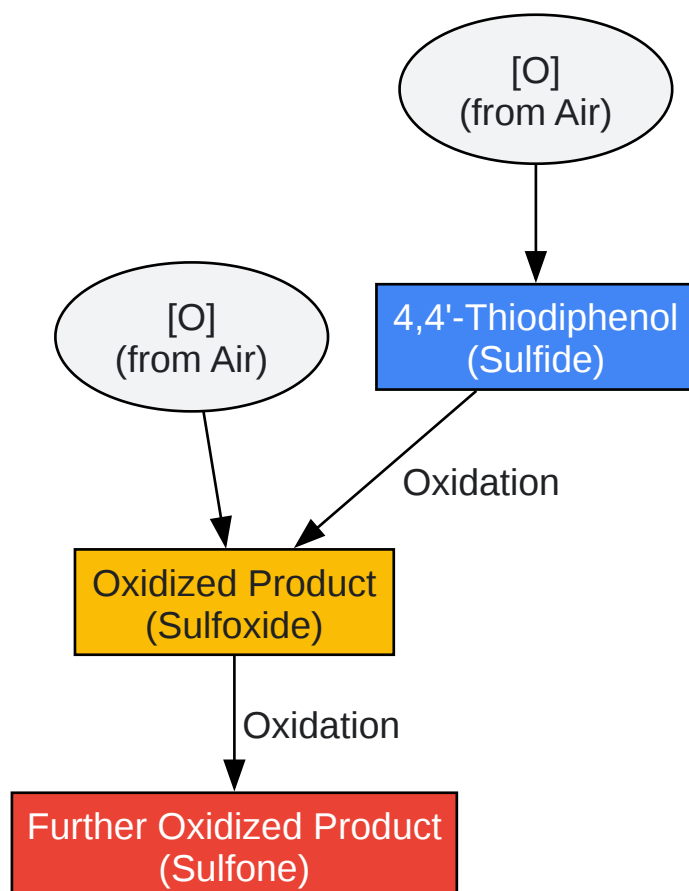 [O]
(from Air)
[O]
(from Air)
4,4'-Thiodiphenol
(Sulfide)
Oxidation
Oxidized Product
(Sulfoxide)
Oxidation
Further Oxidized Product
(Sulfone)